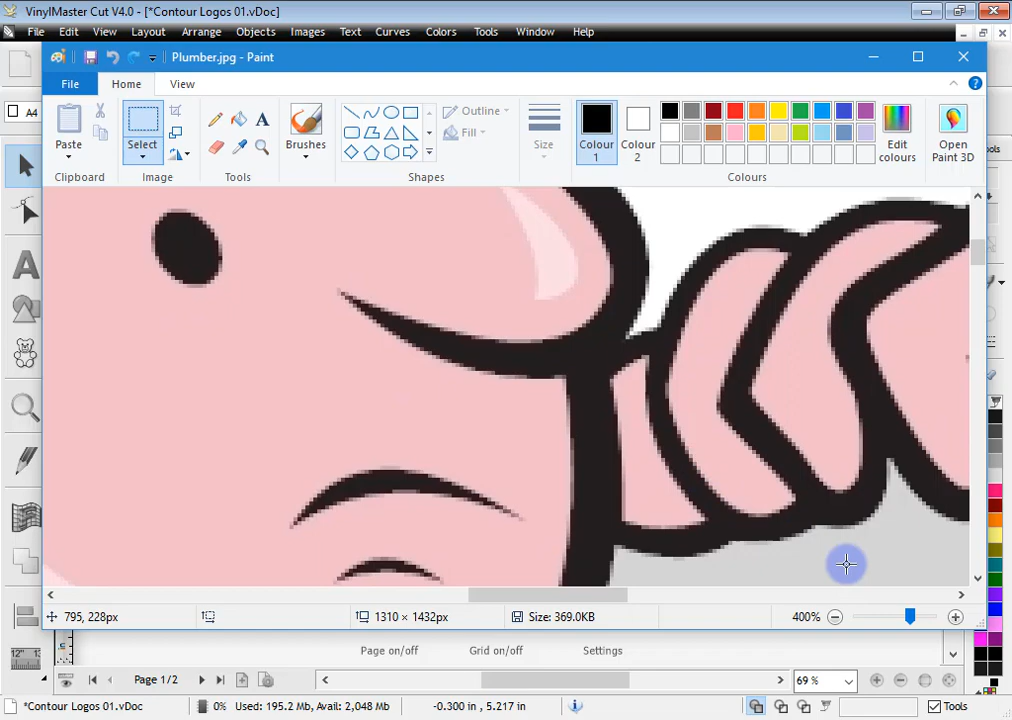 VinylMaster Cut V4.0 - [*Contour Logos 01.vDoc]
File Edit View Layout Arrange Objects Images Text Curves Colors Tools Window Help
Plumber.jpg - Paint
File Home View
A4
Outline
Fill
Paste Select Brushes Size Colour 1 Colour 2 Edit colours Open Paint 3D
Clipboard Image Tools Shapes Colours
795, 228px 1310 × 1432px Size: 369.0KB 400%
Page on/off Grid on/off Settings
12"
Page 1/2 69 %
*Contour Logos 01.vDoc 0% Used: 195.2 Mb, Avail: 2,048 Mb -0.300 in , 5.217 in Tools